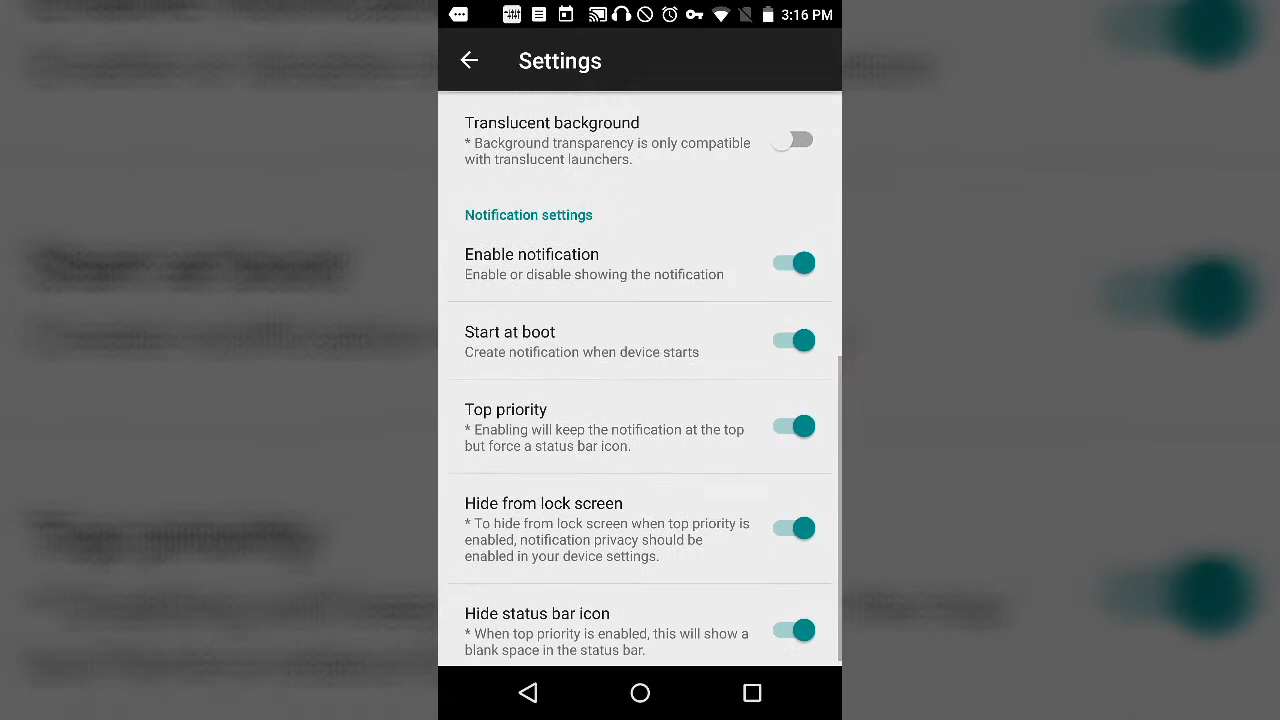 3:16 PM
Settings
Translucent background
* Background transparency is only compatible
with translucent launchers.
Notification settings
Enable notification
Enable or disable showing the notification
Start at boot
Create notification when device starts
Top priority
* Enabling will keep the notification at the top
but force a status bar icon.
Hide from lock screen
* To hide from lock screen when top priority is
enabled, notification privacy should be
enabled in your device settings.
Hide status bar icon
* When top priority is enabled, this will show a
blank space in the status bar.